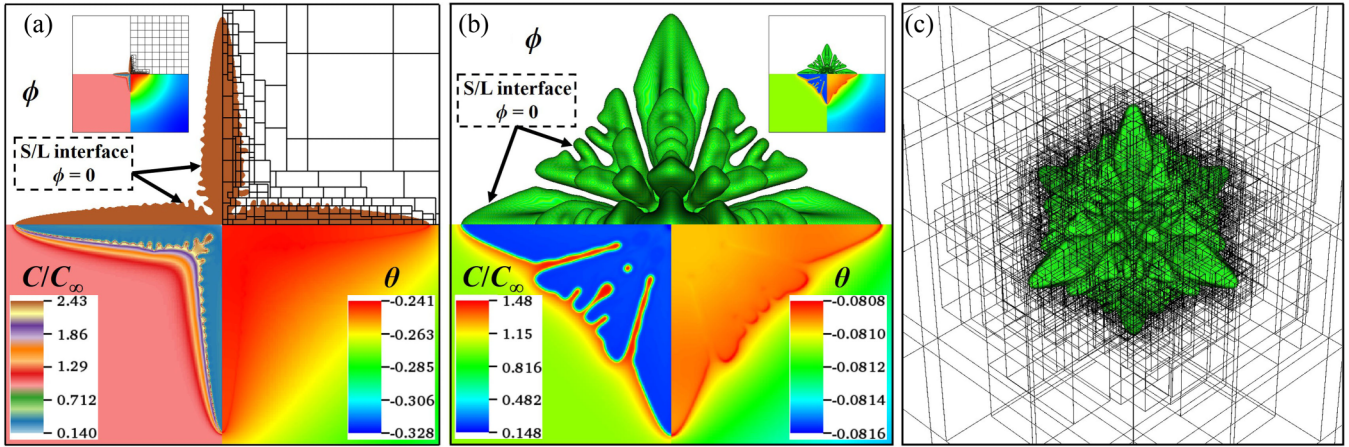 (a)
ϕ
S/L interface
ϕ = 0
C/C∞
2.43
1.86
1.29
0.712
0.140
θ
-0.241
-0.263
-0.285
-0.306
-0.328
(b)
ϕ
S/L interface
ϕ = 0
C/C∞
1.48
1.15
0.816
0.482
0.148
θ
-0.0808
-0.0810
-0.0812
-0.0814
-0.0816
(c)